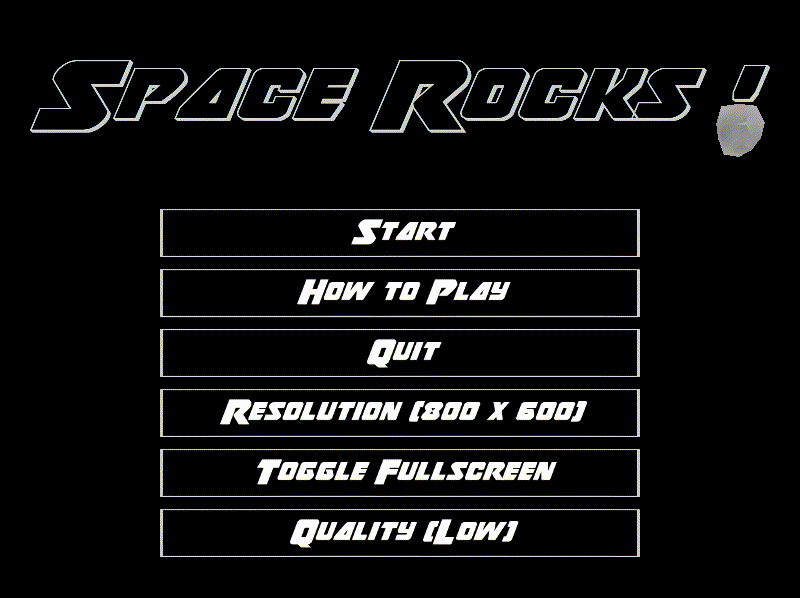 Space Rocks !
Start
How to Play
Quit
Resolution (800 x 600)
Toggle Fullscreen
Quality (Low)